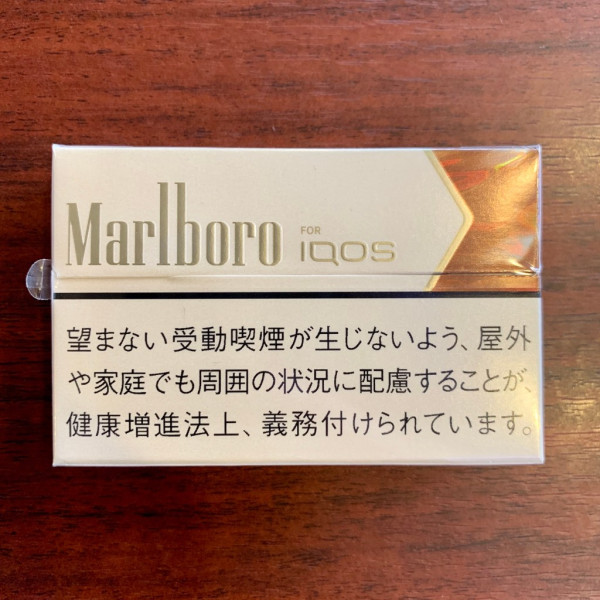 Marlboro FOR IQOS
望まない受動喫煙が生じないよう、屋外
や家庭でも周囲の状況に配慮することが、
健康増進法上、義務付けられています。